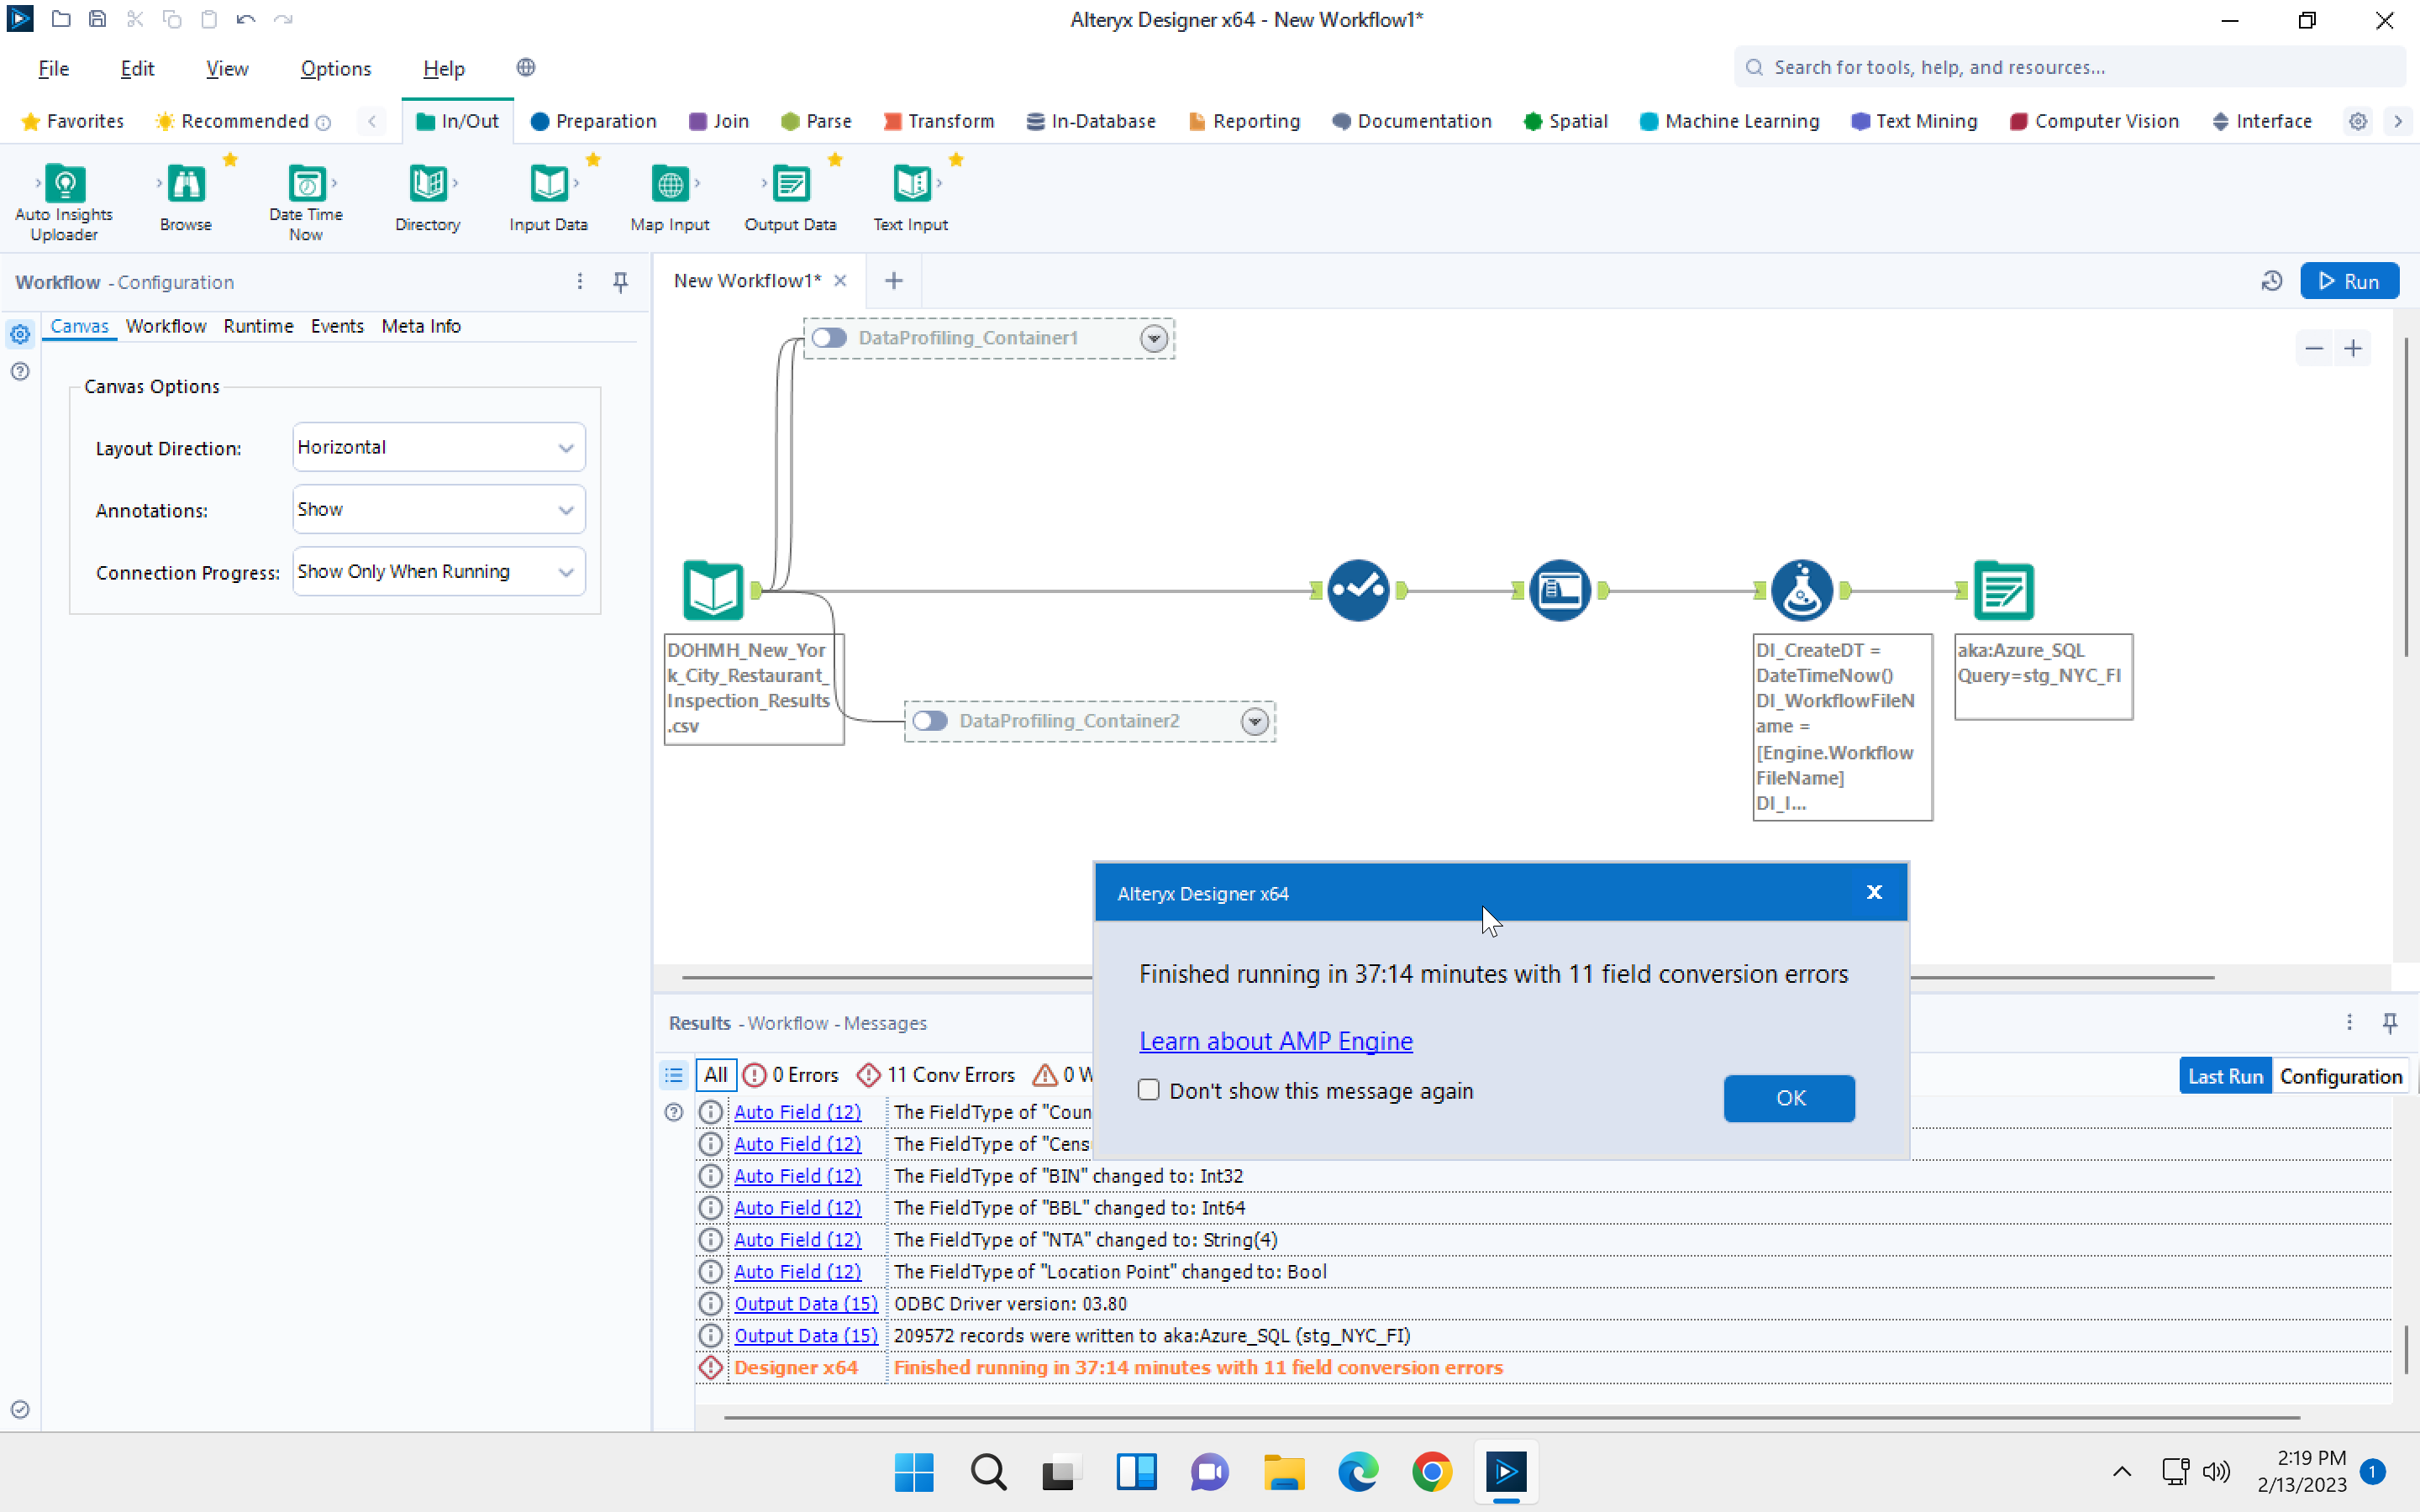 Alteryx Designer x64 - New Workflow1*
File Edit View Options Help
Search for tools, help, and resources...
Favorites Recommended In/Out Preparation Join Parse Transform In-Database Reporting Documentation Spatial Machine Learning Text Mining Computer Vision Interface
Auto Insights
Uploader
Browse
Date Time
Now
Directory
Input Data
Map Input
Output Data
Text Input
Workflow - Configuration
New Workflow1*
Run
Canvas Workflow Runtime Events Meta Info
Canvas Options
Layout Direction: Horizontal
Annotations: Show
Connection Progress: Show Only When Running
DataProfiling_Container1
DOHMH_New_Yor
k_City_Restaurant_
Inspection_Results
.csv
DataProfiling_Container2
DI_CreateDT =
DateTimeNow()
DI_WorkflowFileN
ame =
[Engine.Workflow
FileName]
DI_I...
aka:Azure_SQL
Query=stg_NYC_FI
Alteryx Designer x64
Finished running in 37:14 minutes with 11 field conversion errors
Learn about AMP Engine
Don't show this message again
OK
Results - Workflow - Messages
All 0 Errors 11 Conv Errors 0 W
Last Run Configuration
Auto Field (12) The FieldType of "Coun
Auto Field (12) The FieldType of "Cens
Auto Field (12) The FieldType of "BIN" changed to: Int32
Auto Field (12) The FieldType of "BBL" changed to: Int64
Auto Field (12) The FieldType of "NTA" changed to: String(4)
Auto Field (12) The FieldType of "Location Point" changed to: Bool
Output Data (15) ODBC Driver version: 03.80
Output Data (15) 209572 records were written to aka:Azure_SQL (stg_NYC_FI)
Designer x64 Finished running in 37:14 minutes with 11 field conversion errors
2:19 PM
2/13/2023
1